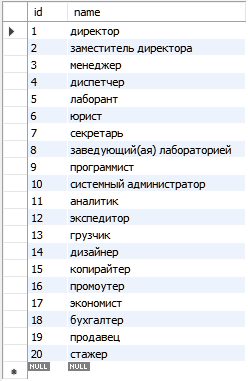 id name
1 директор
2 заместитель директора
3 менеджер
4 диспетчер
5 лаборант
6 юрист
7 секретарь
8 заведующий(ая) лабораторией
9 программист
10 системный администратор
11 аналитик
12 экспедитор
13 грузчик
14 дизайнер
15 копирайтер
16 промоутер
17 экономист
18 бухгалтер
19 продавец
20 стажер
NULL NULL